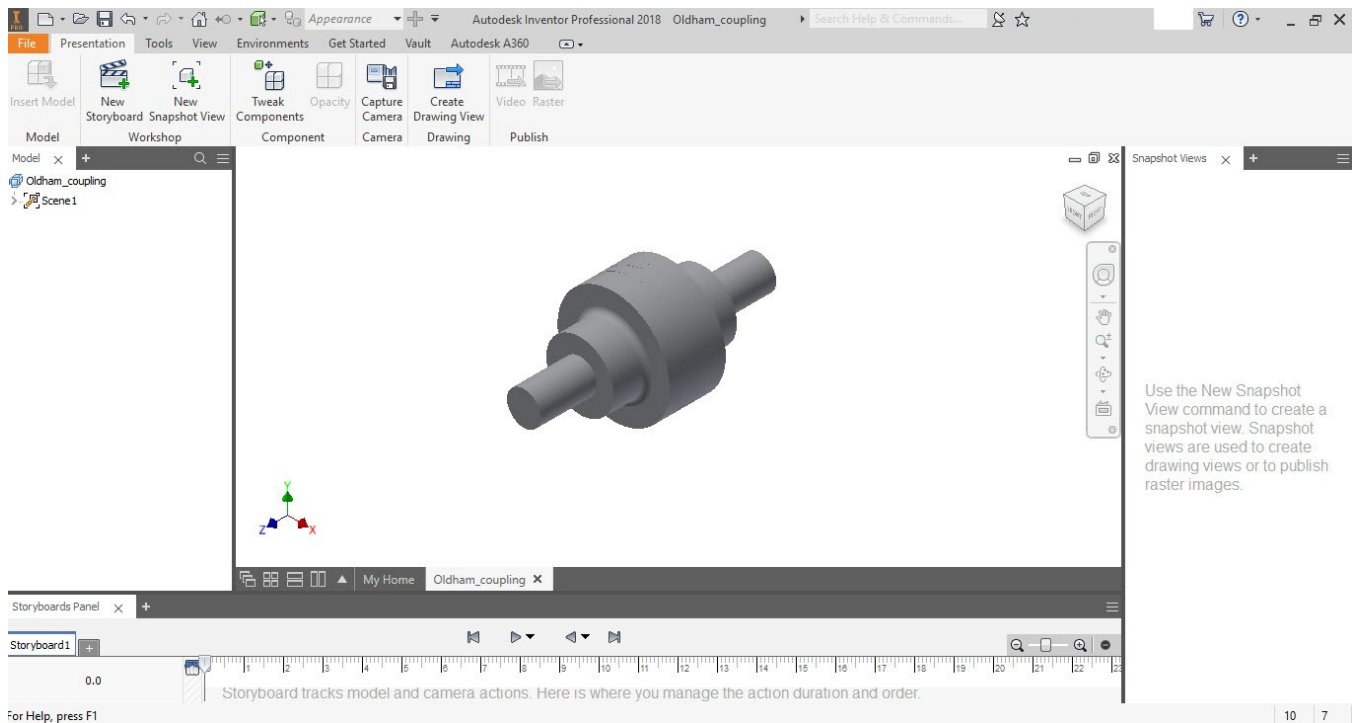 PRO Appearance Autodesk Inventor Professional 2018 Oldham_coupling Search Help & Commands...
File Presentation Tools View Environments Get Started Vault Autodesk A360
Insert Model New Storyboard New Snapshot View Tweak Components Opacity Capture Camera Create Drawing View Video Raster
Model Workshop Component Camera Drawing Publish
Model
Oldham_coupling
Scene1
TOP
FRONT RIGHT
Y
Z X
Snapshot Views
Use the New Snapshot
View command to create a
snapshot view. Snapshot
views are used to create
drawing views or to publish
raster images.
My Home Oldham_coupling
Storyboards Panel
Storyboard1
1 2 3 4 5 6 7 8 9 10 11 12 13 14 15 16 17 18 19 20 21 22 23
0.0
Storyboard tracks model and camera actions. Here is where you manage the action duration and order.
For Help, press F1 10 7